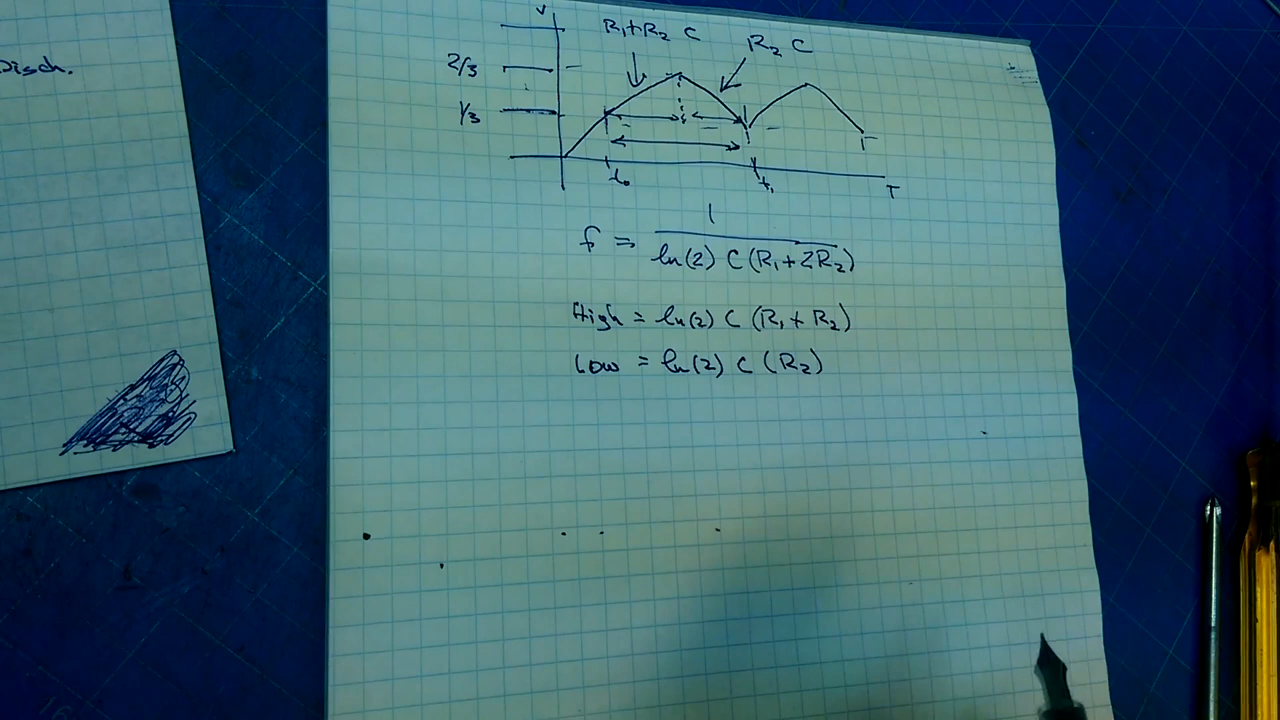 Disch.
V
R₁+R₂ C
R₂ C
2/3
1/3
t₀
t₁
T
f = 1 / ln(2) C (R₁+2R₂)
High = ln(2) C (R₁ + R₂)
Low = ln(2) C (R₂)